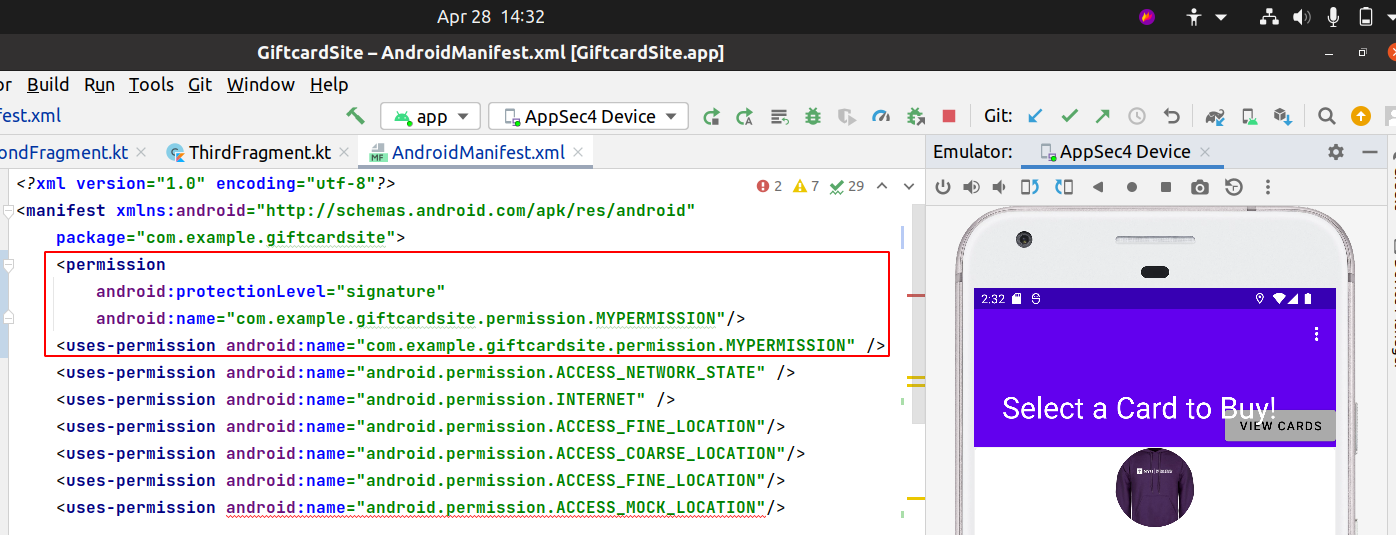 Apr 28 14:32
GiftcardSite – AndroidManifest.xml [GiftcardSite.app]
or Build Run Tools Git Window Help
fest.xml
app
AppSec4 Device
Git:
ondFragment.kt
ThirdFragment.kt
AndroidManifest.xml
Emulator:
AppSec4 Device
2 7 29
<?xml version="1.0" encoding="utf-8"?>
<manifest xmlns:android="http://schemas.android.com/apk/res/android"
package="com.example.giftcardsite">
<permission
android:protectionLevel="signature"
android:name="com.example.giftcardsite.permission.MYPERMISSION"/>
<uses-permission android:name="com.example.giftcardsite.permission.MYPERMISSION" />
<uses-permission android:name="android.permission.ACCESS_NETWORK_STATE" />
<uses-permission android:name="android.permission.INTERNET" />
<uses-permission android:name="android.permission.ACCESS_FINE_LOCATION"/>
<uses-permission android:name="android.permission.ACCESS_COARSE_LOCATION"/>
<uses-permission android:name="android.permission.ACCESS_FINE_LOCATION"/>
<uses-permission android:name="android.permission.ACCESS_MOCK_LOCATION"/>
2:32
Select a Card to Buy!
VIEW CARDS